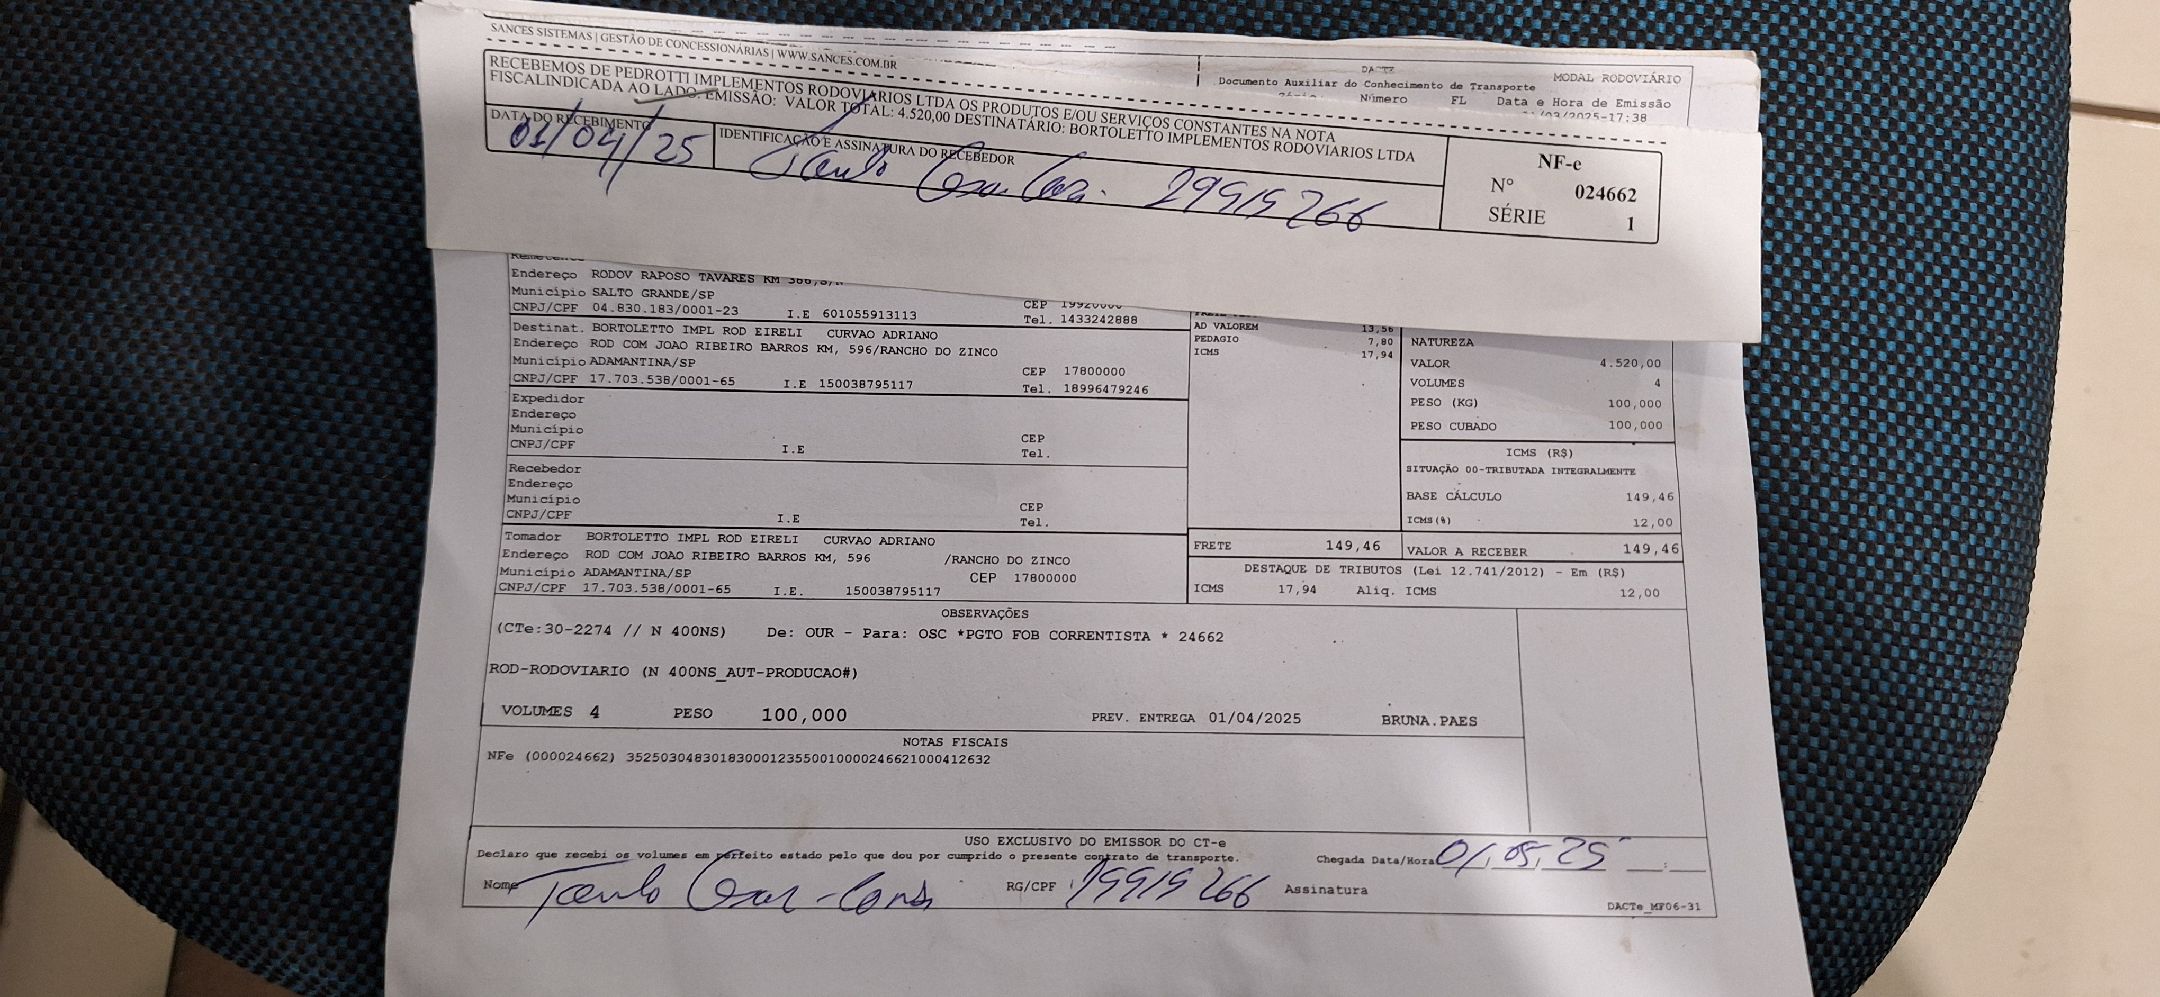 SANCES SISTEMAS | GESTÃO DE CONCESSIONÁRIAS | WWW.SANCES.COM.BR
DACTE
MODAL RODOVIÁRIO
Documento Auxiliar do Conhecimento de Transporte
Número FL Data e Hora de Emissão
/03/2025-17:38
RECEBEMOS DE PEDROTTI IMPLEMENTOS RODOVIARIOS LTDA OS PRODUTOS E/OU SERVIÇOS CONSTANTES NA NOTA
FISCALINDICADA AO LADO. EMISSÃO: VALOR TOTAL: 4.520,00 DESTINATÁRIO: BORTOLETTO IMPLEMENTOS RODOVIARIOS LTDA
DATA DO RECEBIMENTO
01/04/25
IDENTIFICAÇÃO E ASSINATURA DO RECEBEDOR
NF-e
Nº 024662
SÉRIE 1
Remetente
Endereço RODOV RAPOSO TAVARES KM
Município SALTO GRANDE/SP CEP 19920000
CNPJ/CPF 04.830.183/0001-23 I.E 601055913113 Tel. 1433242888
Destinat. BORTOLETTO IMPL ROD EIRELI CURVAO ADRIANO
Endereço ROD COM JOAO RIBEIRO BARROS KM, 596/RANCHO DO ZINCO
Município ADAMANTINA/SP CEP 17800000
CNPJ/CPF 17.703.538/0001-65 I.E 150038795117 Tel. 18996479246
Expedidor
Endereço
Município CEP
CNPJ/CPF I.E Tel.
Recebedor
Endereço
Município CEP
CNPJ/CPF I.E Tel.
Tomador BORTOLETTO IMPL ROD EIRELI CURVAO ADRIANO
Endereço ROD COM JOAO RIBEIRO BARROS KM, 596 /RANCHO DO ZINCO
Município ADAMANTINA/SP CEP 17800000
CNPJ/CPF 17.703.538/0001-65 I.E. 150038795117
AD VALOREM 13,56
PEDAGIO 7,80
ICMS 17,94
NATUREZA
VALOR 4.520,00
VOLUMES 4
PESO (KG) 100,000
PESO CUBADO 100,000
ICMS (R$)
SITUAÇÃO 00-TRIBUTADA INTEGRALMENTE
BASE CÁLCULO 149,46
ICMS(%) 12,00
FRETE 149,46
VALOR A RECEBER 149,46
DESTAQUE DE TRIBUTOS (Lei 12.741/2012) - Em (R$)
ICMS 17,94 Aliq. ICMS 12,00
OBSERVAÇÕES
(CTe:30-2274 // N 400NS) De: OUR - Para: OSC *PGTO FOB CORRENTISTA * 24662
ROD-RODOVIARIO (N 400NS_AUT-PRODUCAO#)
VOLUMES 4 PESO 100,000 PREV. ENTREGA 01/04/2025 BRUNA.PAES
NOTAS FISCAIS
NFe (000024662) 35250304830183000123550010000246621000412632
USO EXCLUSIVO DO EMISSOR DO CT-e
Declaro que recebi os volumes em perfeito estado pelo que dou por cumprido o presente contrato de transporte.
Chegada Data/Hora
Nome
RG/CPF
Assinatura
DACTe_MF06-31